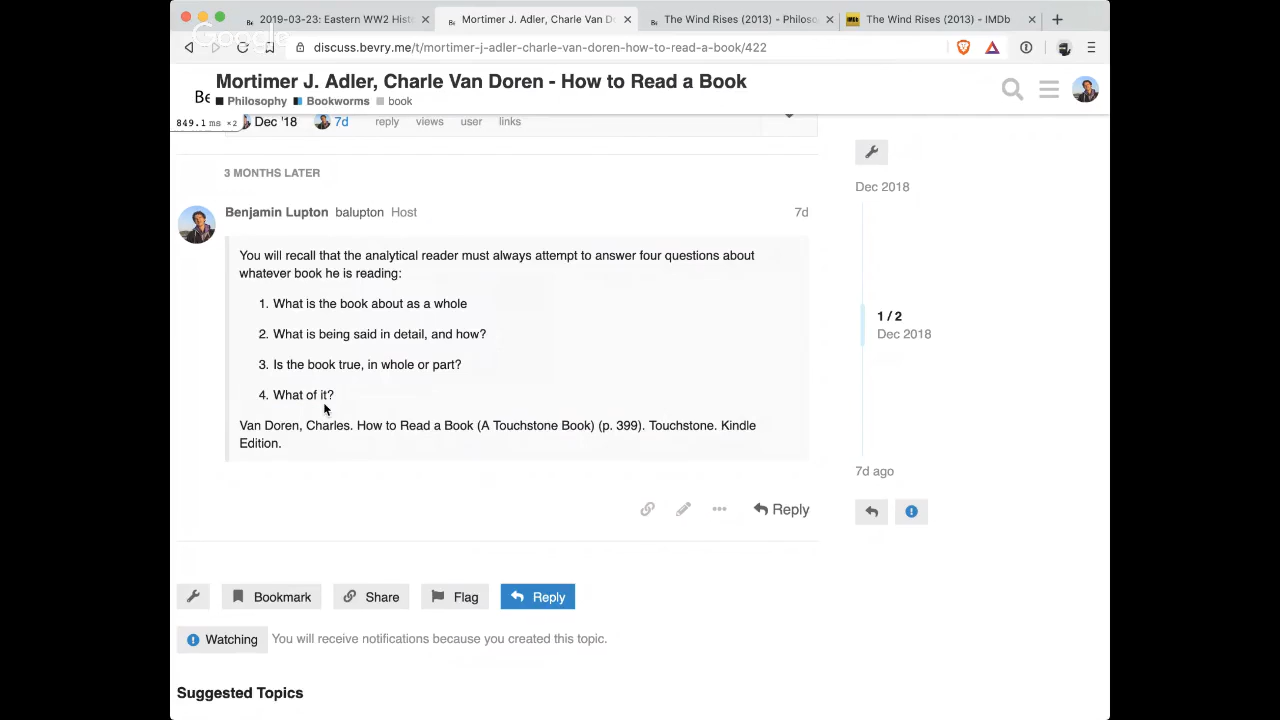 2019-03-23: Eastern WW2 Hist
Mortimer J. Adler, Charle Van D
The Wind Rises (2013) - Philoso
IMDb The Wind Rises (2013) - IMDb
Google
discuss.bevry.me/t/mortimer-j-adler-charle-van-doren-how-to-read-a-book/422
Mortimer J. Adler, Charle Van Doren - How to Read a Book
Be
Philosophy Bookworms book
849.1 ms ×2
Dec '18 7d reply views user links
3 MONTHS LATER
Benjamin Lupton balupton Host 7d
You will recall that the analytical reader must always attempt to answer four questions about
whatever book he is reading:
1. What is the book about as a whole
2. What is being said in detail, and how?
3. Is the book true, in whole or part?
4. What of it?
Van Doren, Charles. How to Read a Book (A Touchstone Book) (p. 399). Touchstone. Kindle
Edition.
Reply
Dec 2018
1 / 2
Dec 2018
7d ago
Bookmark Share Flag Reply
Watching You will receive notifications because you created this topic.
Suggested Topics